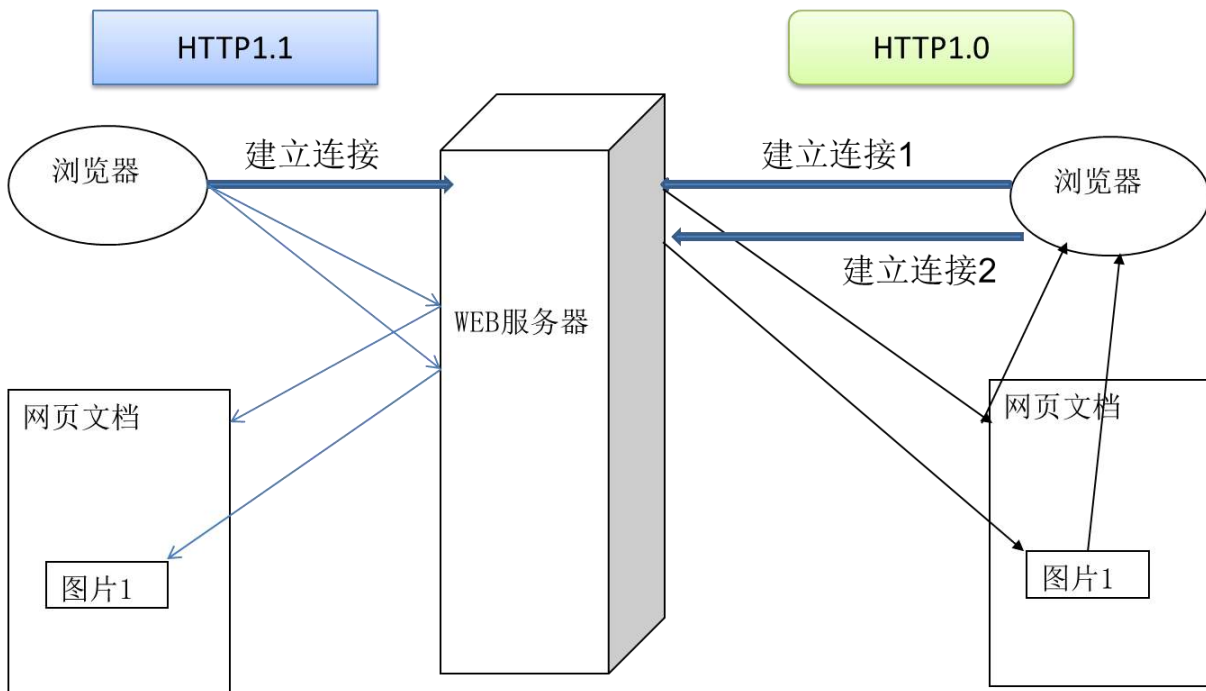 HTTP1.1
HTTP1.0
浏览器
建立连接
建立连接1
浏览器
建立连接2
WEB服务器
网页文档
网页文档
图片1
图片1